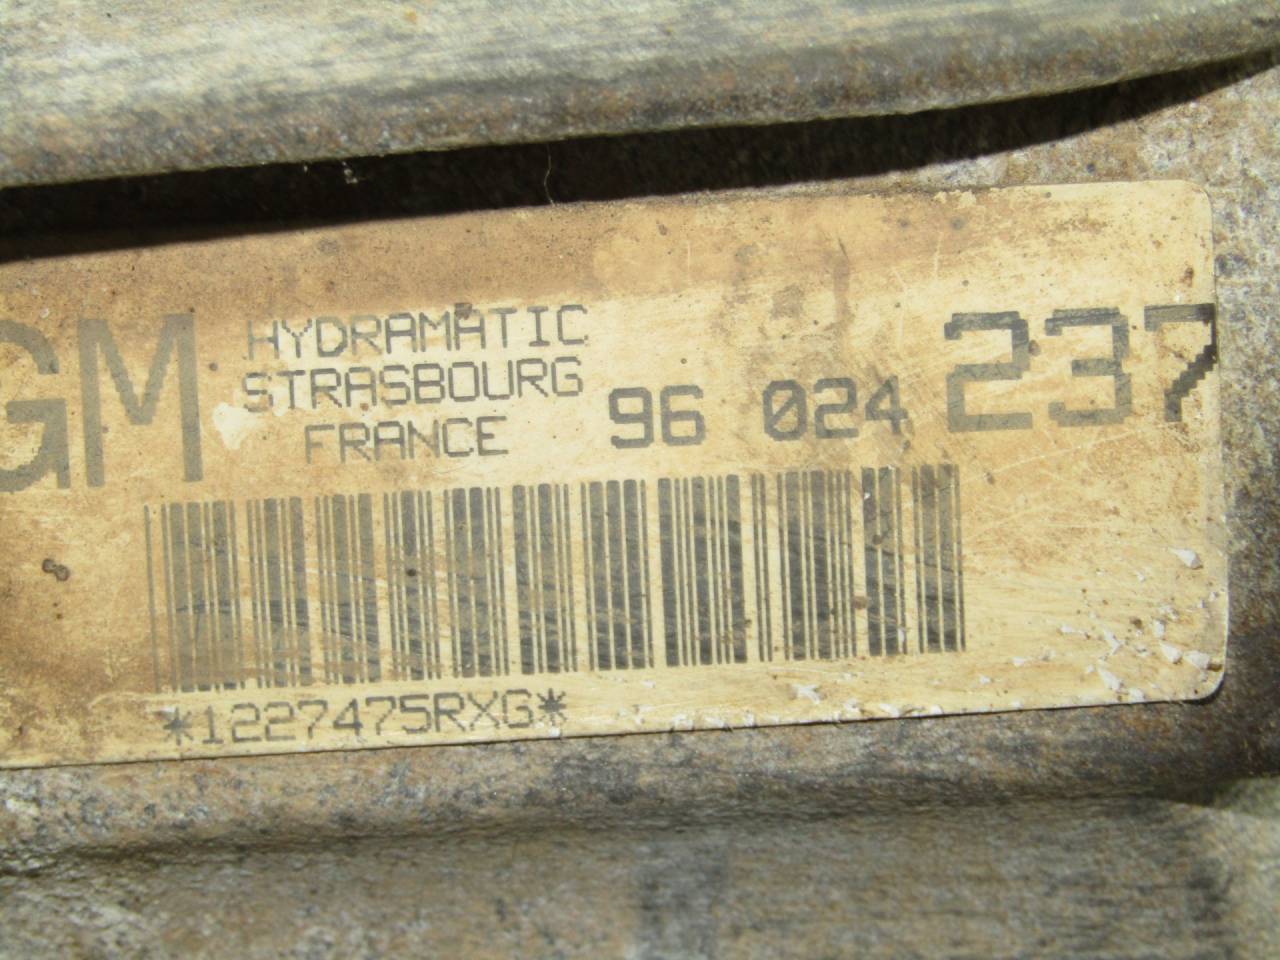 GM HYDRAMATIC
STRASBOURG
FRANCE 96 024 237
*1227475RXG*